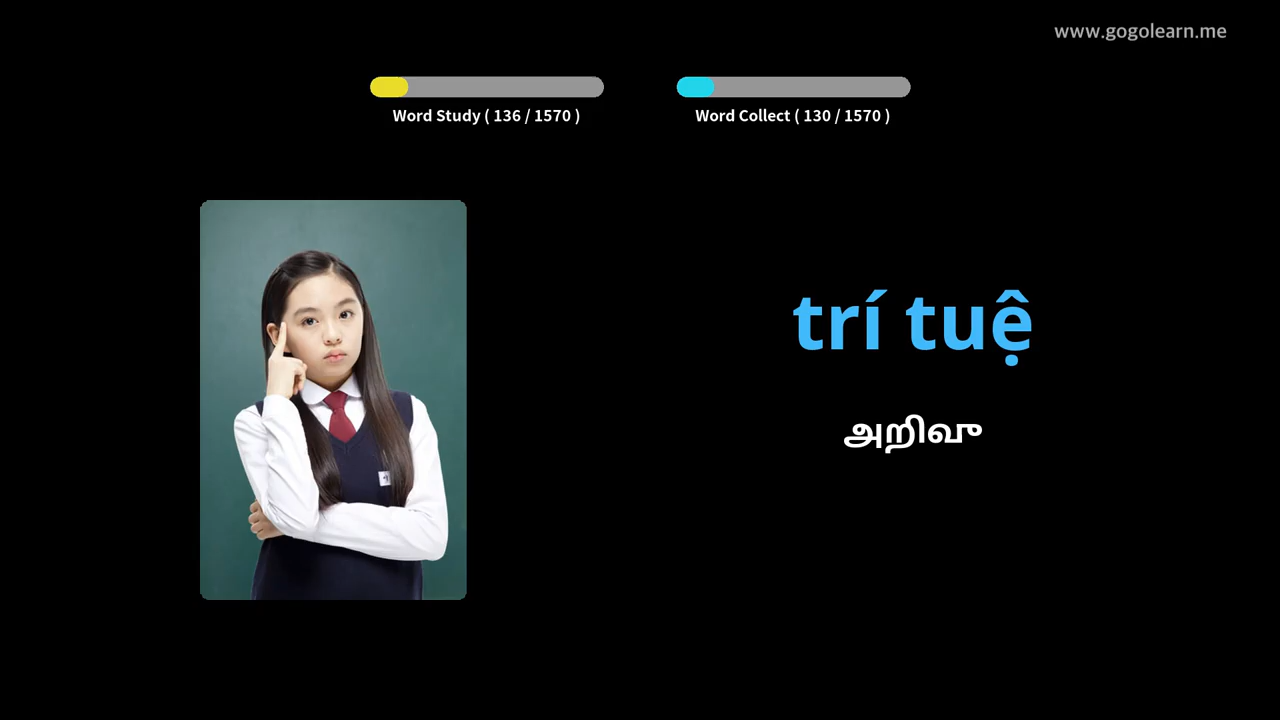 www.gogolearn.me
Word Study ( 136 / 1570 )
Word Collect ( 130 / 1570 )
trí tuệ
அறிவு